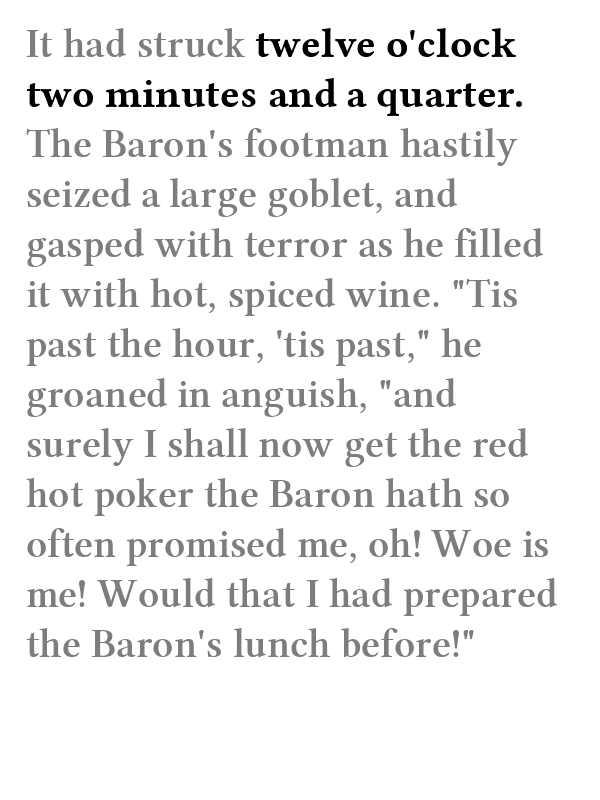 It had struck twelve o'clock
two minutes and a quarter.
The Baron's footman hastily
seized a large goblet, and
gasped with terror as he filled
it with hot, spiced wine. "Tis
past the hour, 'tis past," he
groaned in anguish, "and
surely I shall now get the red
hot poker the Baron hath so
often promised me, oh! Woe is
me! Would that I had prepared
the Baron's lunch before!"